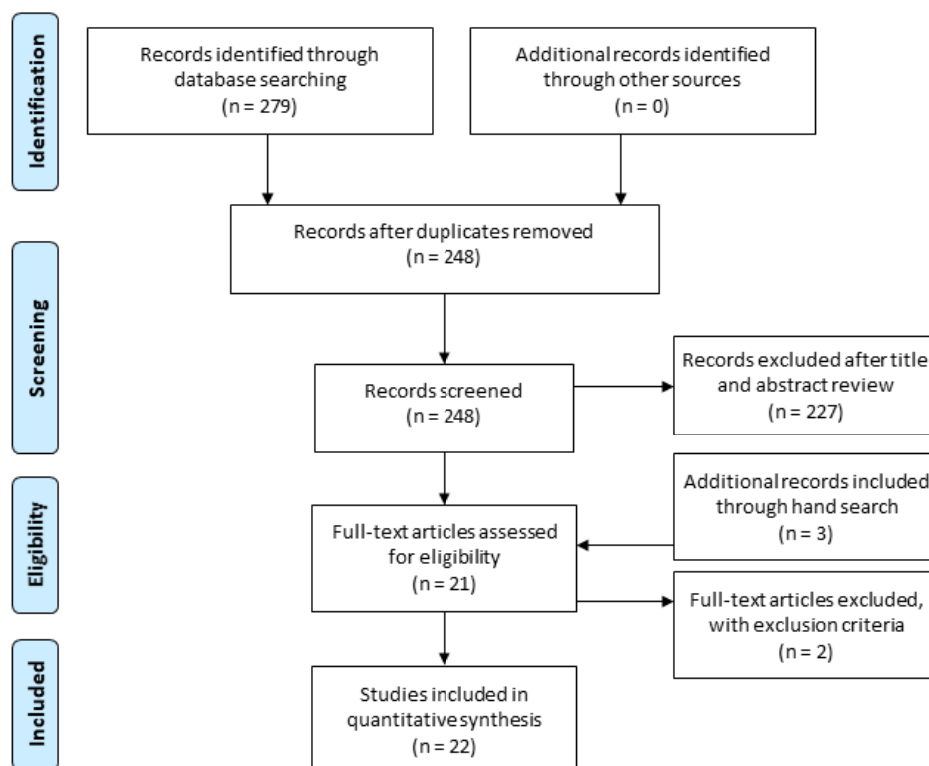 Identification
Records identified through
database searching
(n = 279)
Additional records identified
through other sources
(n = 0)
Records after duplicates removed
(n = 248)
Screening
Records screened
(n = 248)
Records excluded after title
and abstract review
(n = 227)
Eligibility
Full-text articles assessed
for eligibility
(n = 21)
Additional records included
through hand search
(n = 3)
Full-text articles excluded,
with exclusion criteria
(n = 2)
Included
Studies included in
quantitative synthesis
(n = 22)